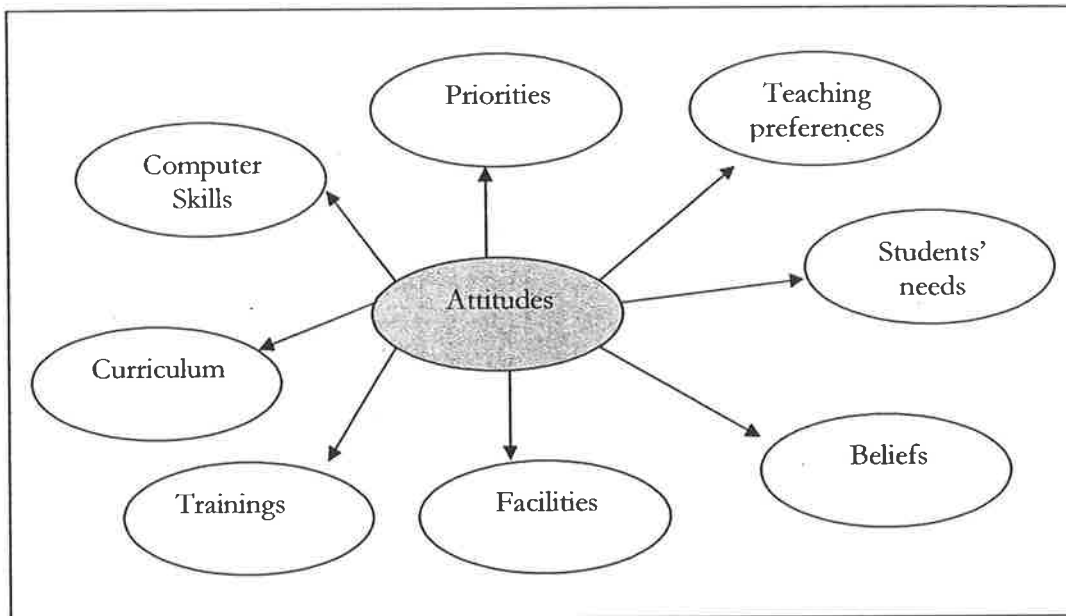 Priorities
Teaching
preferences
Computer
Skills
Students’
needs
Attitudes
Curriculum
Beliefs
Trainings
Facilities